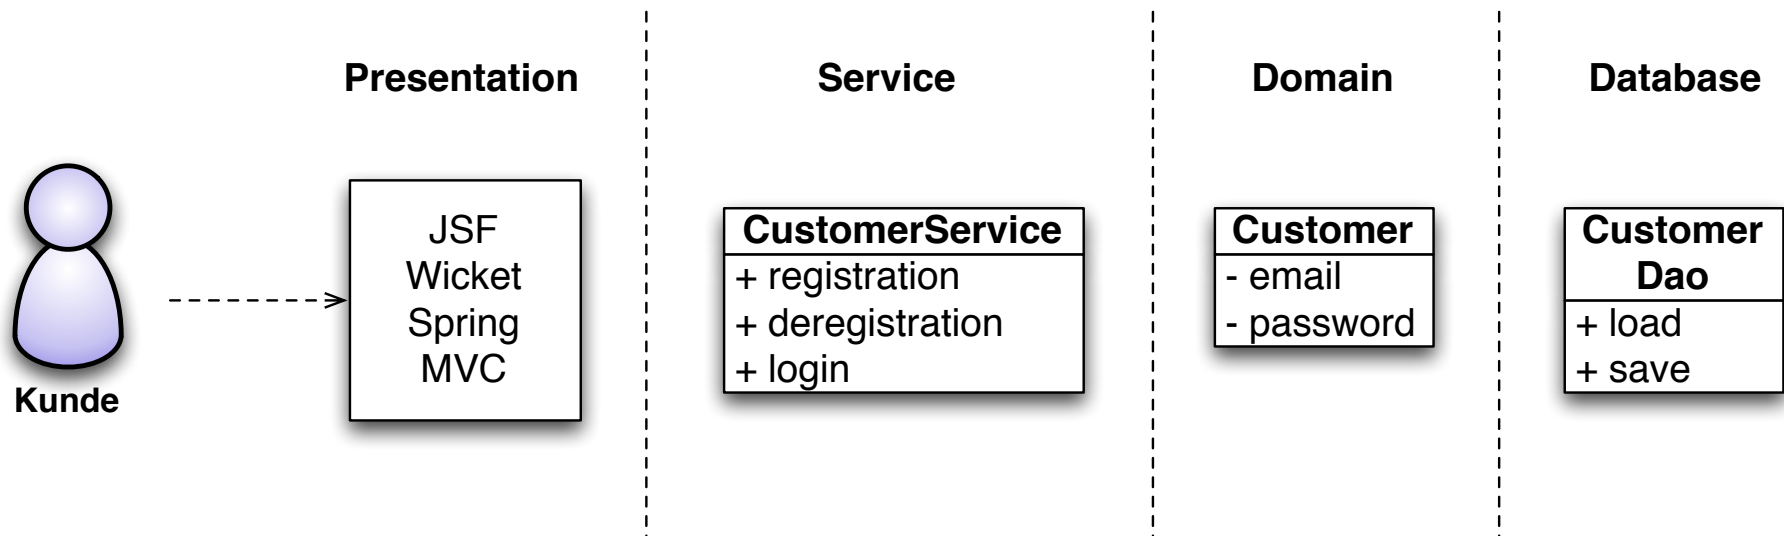 Presentation
Service
Domain
Database
Kunde
JSF
Wicket
Spring
MVC
CustomerService
+ registration
+ deregistration
+ login
Customer
- email
- password
Customer
Dao
+ load
+ save